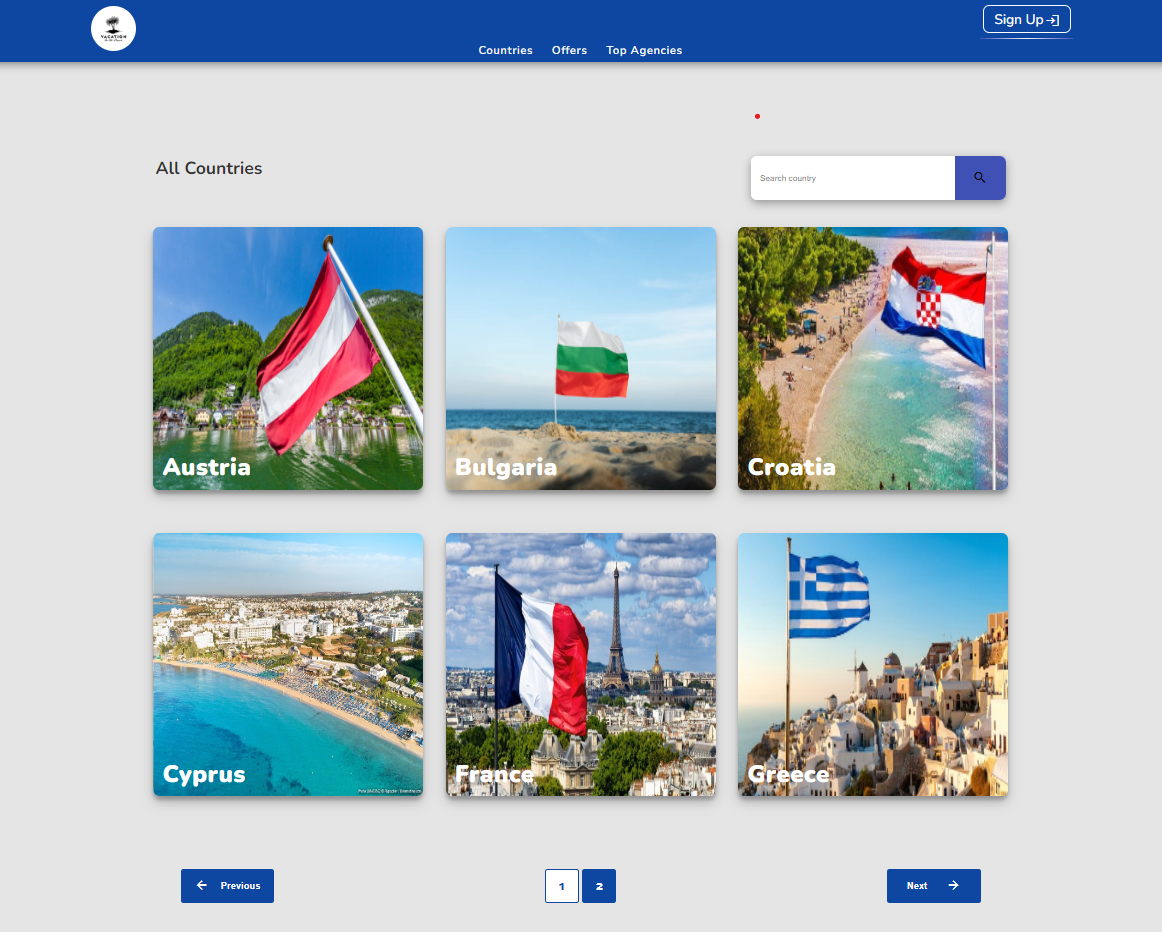 VACATION
Sign Up
Countries Offers Top Agencies
All Countries
Search country
Austria
Bulgaria
Croatia
Cyprus
France
Greece
Previous
1 2
Next